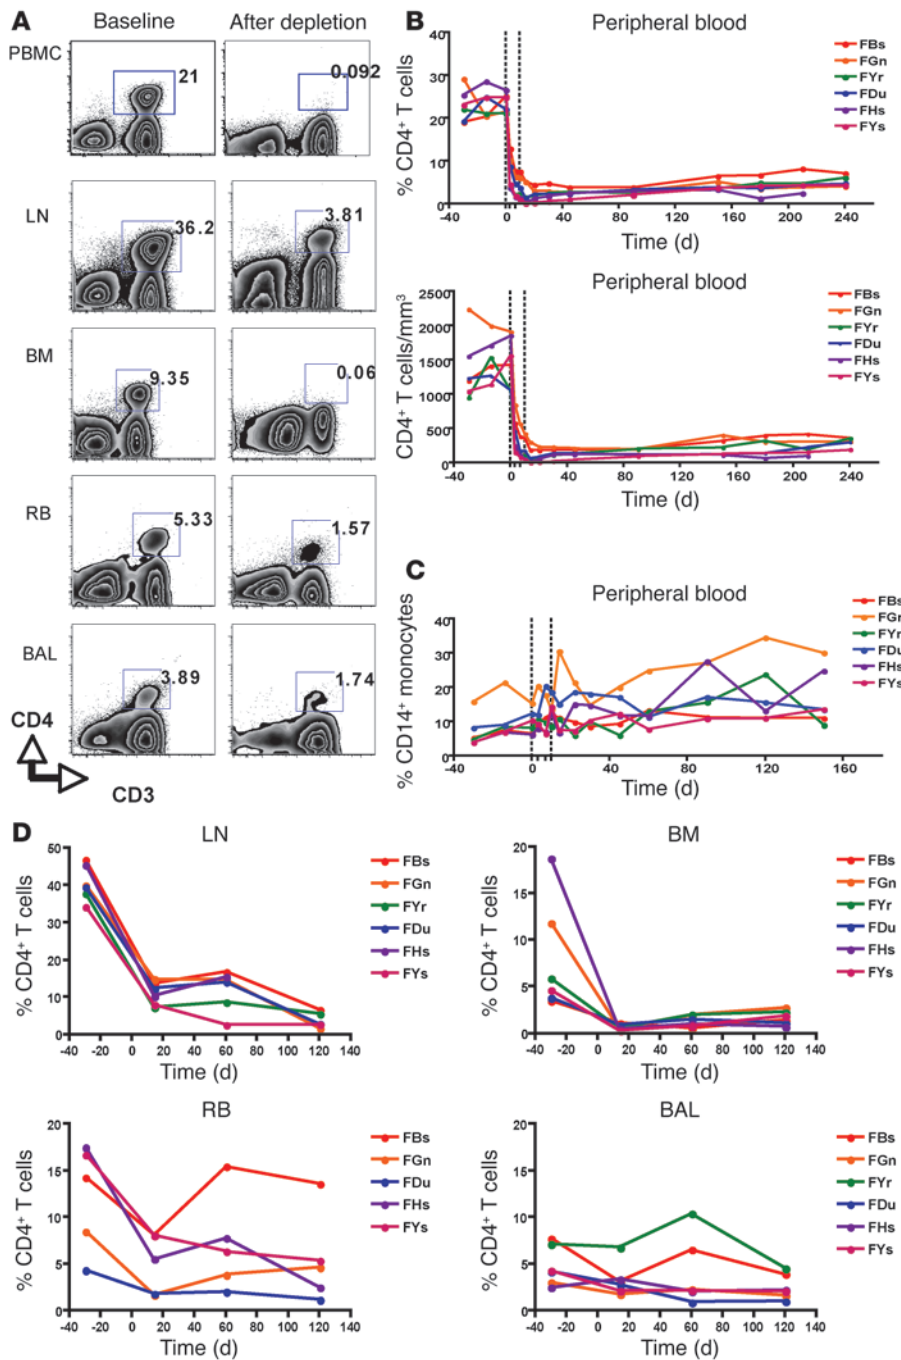 A
Baseline After depletion
PBMC
21
0.092
LN
36.2
3.81
BM
9.35
0.06
RB
5.33
1.57
BAL
3.89
1.74
CD4
CD3
B
Peripheral blood
% CD4⁺ T cells
40
30
20
10
0
-40 0 40 80 120 160 200 240
Time (d)
FBs
FGn
FYr
FDu
FHs
FYs
Peripheral blood
CD4⁺ T cells/mm³
2500
2000
1500
1000
500
0
-40 0 40 80 120 160 200 240
Time (d)
FBs
FGn
FYr
FDu
FHs
FYs
C
Peripheral blood
% CD14⁺ monocytes
40
30
20
10
0
-40 0 40 80 120 160
Time (d)
FBs
FGn
FYr
FDu
FHs
FYs
D
LN
% CD4⁺ T cells
50
40
30
20
10
0
-40 -20 0 20 40 60 80 100 120 140
Time (d)
FBs
FGn
FYr
FDu
FHs
FYs
BM
% CD4⁺ T cells
20
15
10
5
0
-40 -20 0 20 40 60 80 100 120 140
Time (d)
FBs
FGn
FYr
FDu
FHs
FYs
RB
% CD4⁺ T cells
20
15
10
5
0
-40 -20 0 20 40 60 80 100 120 140
Time (d)
FBs
FGn
FDu
FHs
FYs
BAL
% CD4⁺ T cells
20
15
10
5
0
-40 -20 0 20 40 60 80 100 120 140
Time (d)
FBs
FGn
FYr
FDu
FHs
FYs